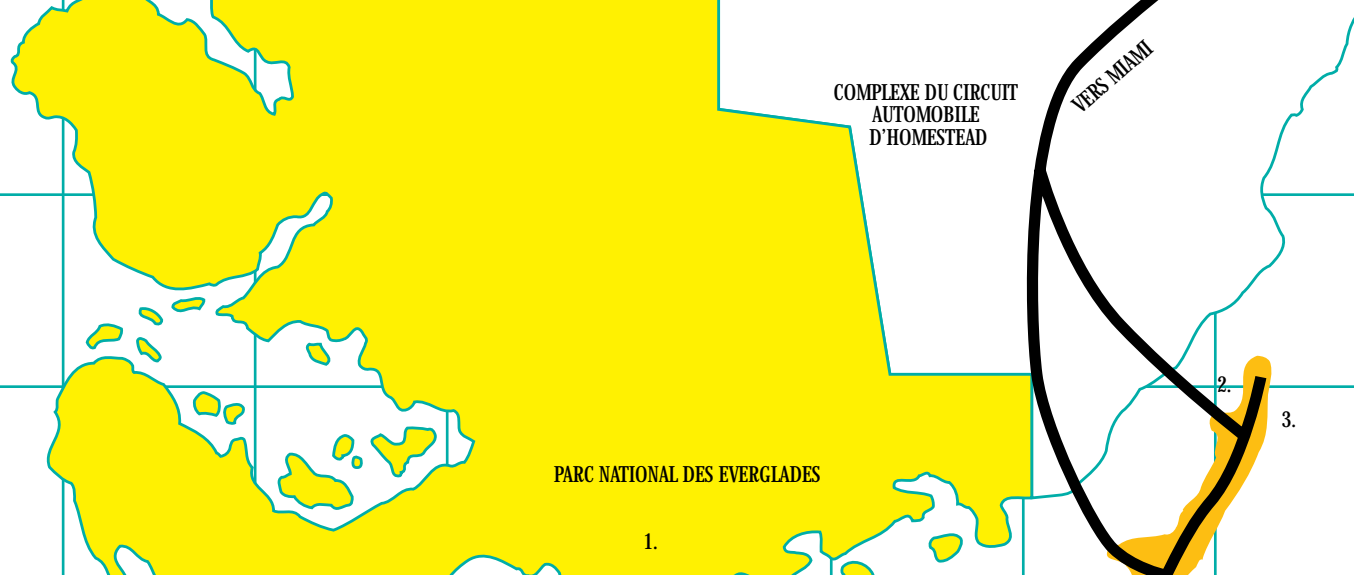 COMPLEXE DU CIRCUIT
AUTOMOBILE
D'HOMESTEAD
VERS MIAMI
2.
3.
PARC NATIONAL DES EVERGLADES
1.